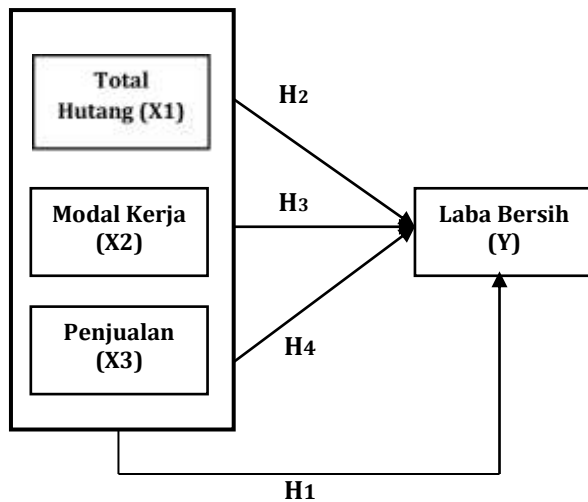 Total
Hutang (X1)
H2
Modal Kerja
(X2)
H3
Laba Bersih
(Y)
Penjualan
(X3)
H4
H1